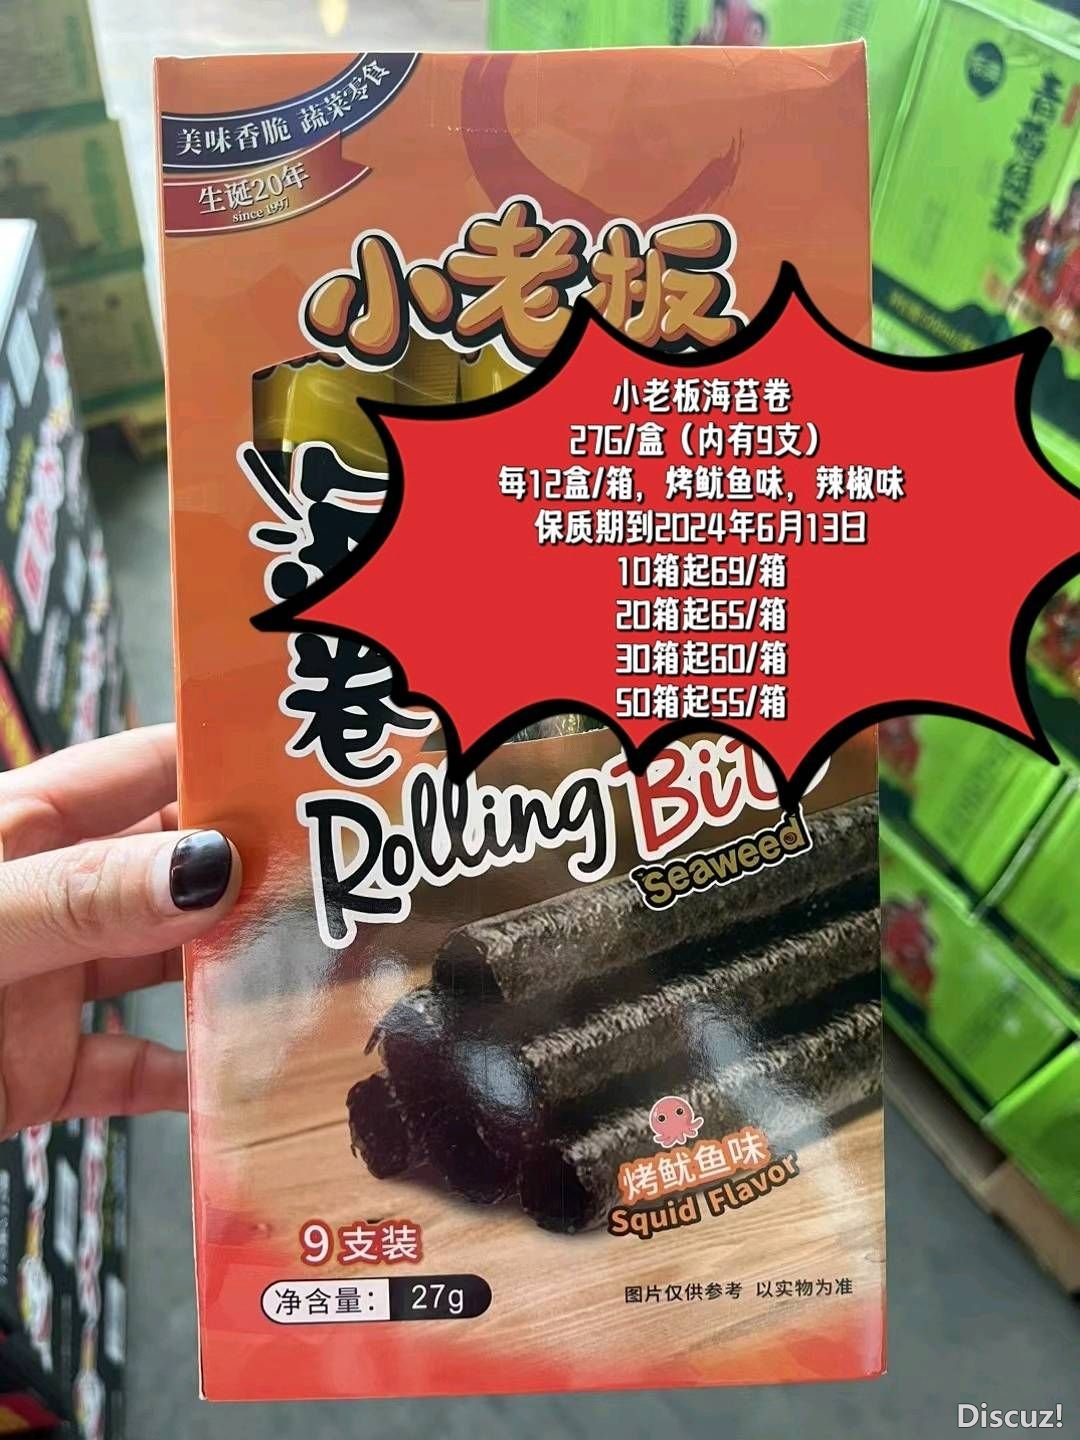 美味香脆 蔬菜零食
生诞20年
since 1997
小老板
小老板海苔卷
27G/盒（内有9支）
每12盒/箱，烤鱿鱼味，辣椒味
保质期到2024年6月13日
10箱起69/箱
20箱起65/箱
30箱起60/箱
50箱起55/箱
卷
Rolling Bit
Seaweed
烤鱿鱼味
Squid Flavor
9支装
净含量：27g
图片仅供参考 以实物为准
Discuz!